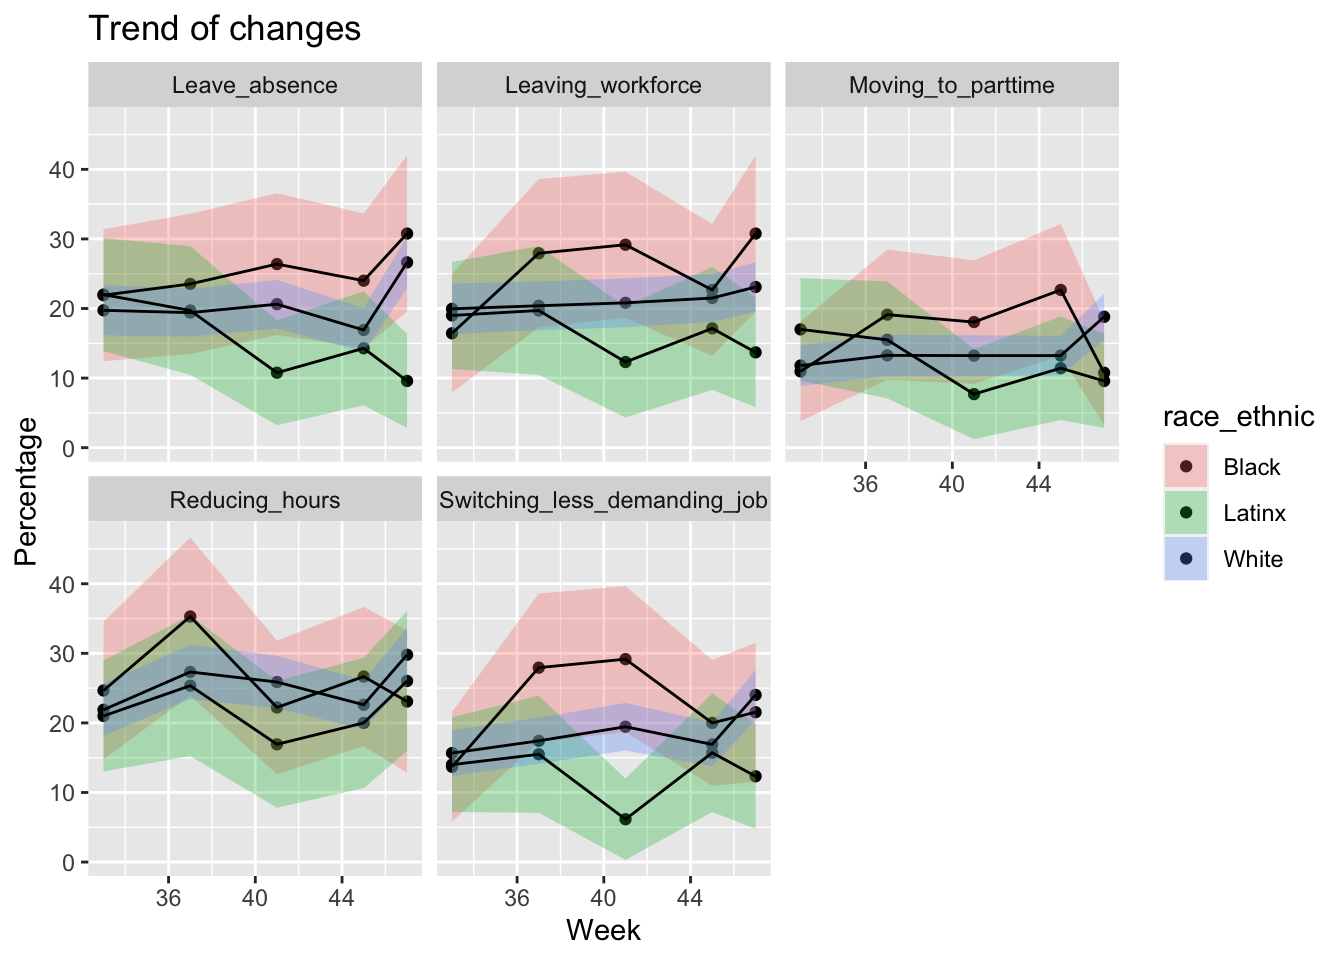 Trend of changes
Leave_absence
Leaving_workforce
Moving_to_parttime
40
30
20
10
0
36
40
44
Reducing_hours
Switching_less_demanding_job
40
30
20
10
0
36
40
44
36
40
44
Percentage
Week
race_ethnic
Black
Latinx
White